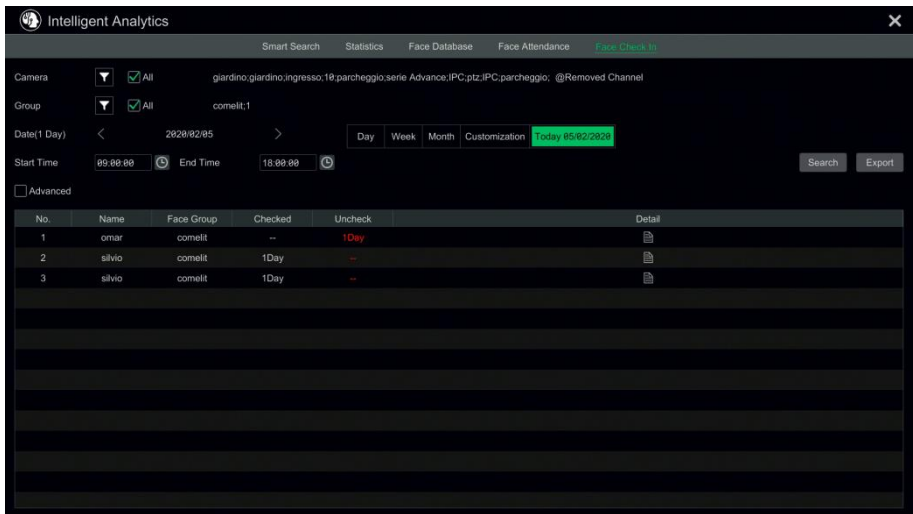 Intelligent Analytics
Smart Search Statistics Face Database Face Attendance Face Check In
Camera All giardino;giardino;ingresso;10:parcheggio;serie Advance;IPC;ptz;IPC;parcheggio; @Removed Channel
Group All comelit;1
Date(1 Day) < 2020/02/05 > Day Week Month Customization Today 05/02/2020
Start Time 09:00:00 End Time 18:00:00 Search Export
Advanced
No. Name Face Group Checked Uncheck Detail
1 omar comelit -- 1Day
2 silvio comelit 1Day --
3 silvio comelit 1Day --